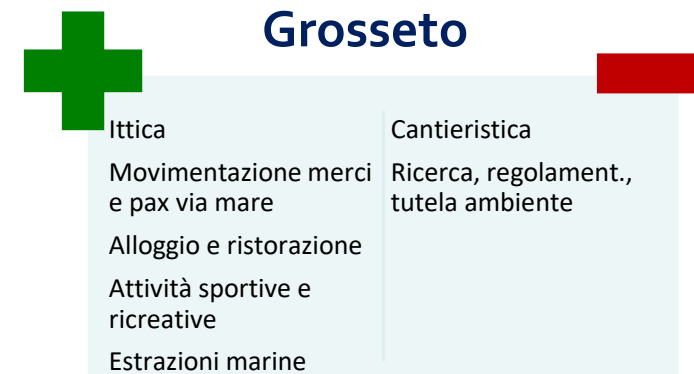 Grosseto
Ittica
Movimentazione merci
e pax via mare
Alloggio e ristorazione
Attività sportive e
ricreative
Estrazioni marine
Cantieristica
Ricerca, regolament.,
tutela ambiente